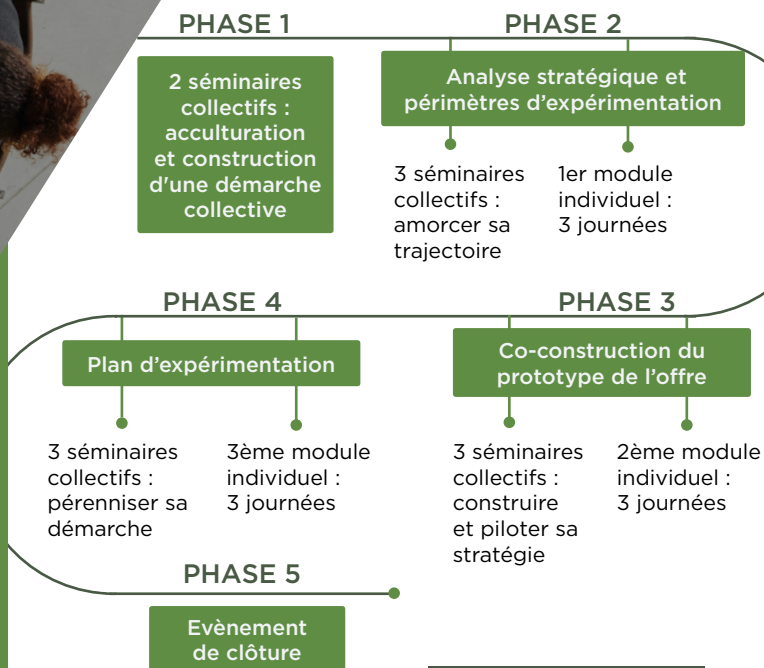 PHASE 1
2 séminaires
collectifs :
acculturation
et construction
d'une démarche
collective
PHASE 2
Analyse stratégique et
périmètres d’expérimentation
3 séminaires
collectifs :
amorcer sa
trajectoire
1er module
individuel :
3 journées
PHASE 3
Co-construction du
prototype de l’offre
3 séminaires
collectifs :
construire
et piloter sa
stratégie
2ème module
individuel :
3 journées
PHASE 4
Plan d’expérimentation
3 séminaires
collectifs :
pérenniser sa
démarche
3ème module
individuel :
3 journées
PHASE 5
Evènement
de clôture